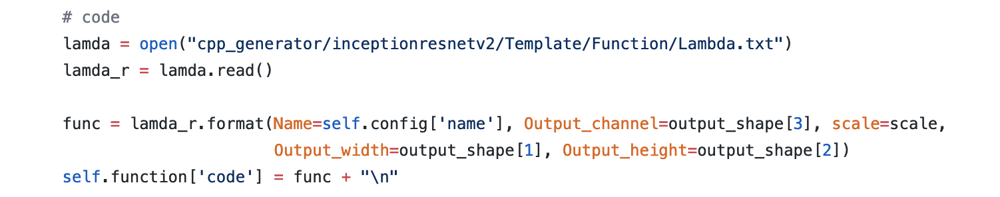 # code
lamda = open("cpp_generator/inceptionresnetv2/Template/Function/Lambda.txt")
lamda_r = lamda.read()
func = lamda_r.format(Name=self.config['name'], Output_channel=output_shape[3], scale=scale,
Output_width=output_shape[1], Output_height=output_shape[2])
self.function['code'] = func + "\n"